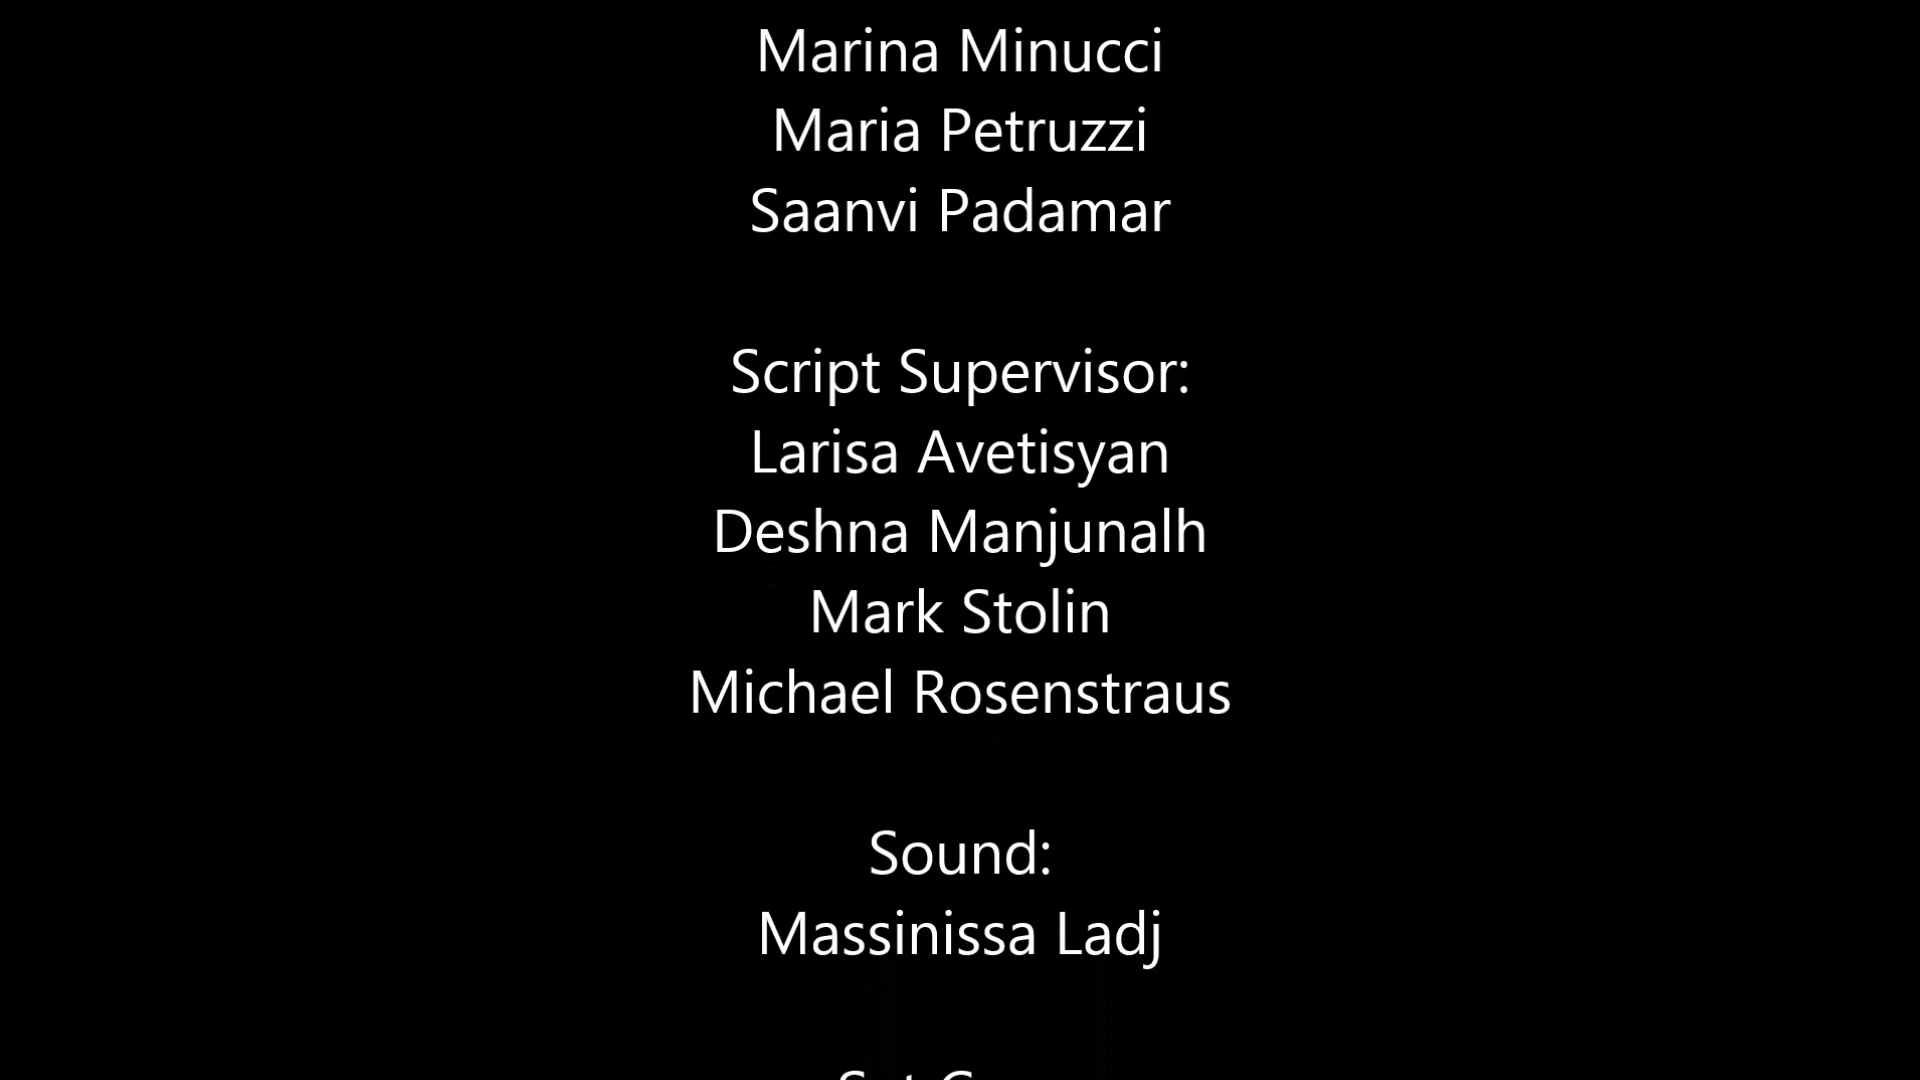 Marina Minucci
Maria Petruzzi
Saanvi Padamar
Script Supervisor:
Larisa Avetisyan
Deshna Manjunalh
Mark Stolin
Michael Rosenstraus
Sound:
Massinissa Ladj